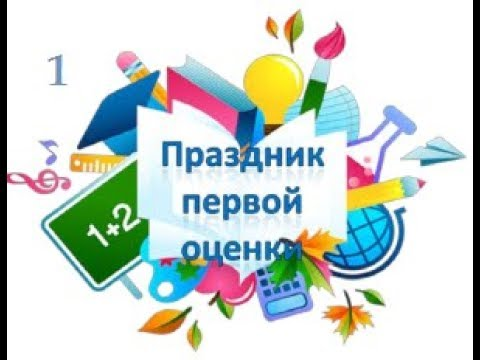 1
Праздник
первой
оценки
1+2